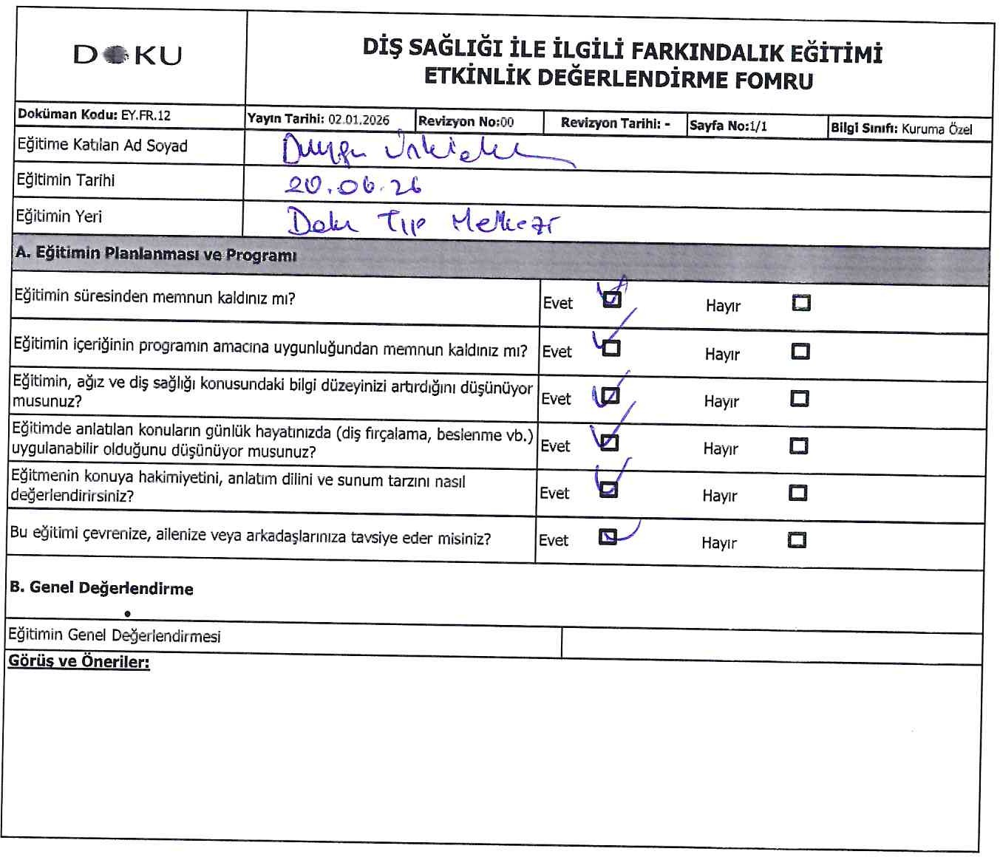 DOKU
DİŞ SAĞLIĞI İLE İLGİLİ FARKINDALIK EĞİTİMİ
ETKİNLİK DEĞERLENDİRME FOMRU
Doküman Kodu: EY.FR.12 Yayın Tarihi: 02.01.2026 Revizyon No:00 Revizyon Tarihi: - Sayfa No:1/1 Bilgi Sınıfı: Kuruma Özel
Eğitime Katılan Ad Soyad Duygu
Eğitimin Tarihi 20.06.26
Eğitimin Yeri Doku Tıp Merkezi
A. Eğitimin Planlanması ve Programı
Eğitimin süresinden memnun kaldınız mı? Evet Hayır
Eğitimin içeriğinin programın amacına uygunluğundan memnun kaldınız mı? Evet Hayır
Eğitimin, ağız ve diş sağlığı konusundaki bilgi düzeyinizi artırdığını düşünüyor
musunuz? Evet Hayır
Eğitimde anlatılan konuların günlük hayatınızda (diş fırçalama, beslenme vb.)
uygulanabilir olduğunu düşünüyor musunuz? Evet Hayır
Eğitmenin konuya hakimiyetini, anlatım dilini ve sunum tarzını nasıl
değerlendirirsiniz? Evet Hayır
Bu eğitimi çevrenize, ailenize veya arkadaşlarınıza tavsiye eder misiniz? Evet Hayır
B. Genel Değerlendirme
Eğitimin Genel Değerlendirmesi
Görüş ve Öneriler: